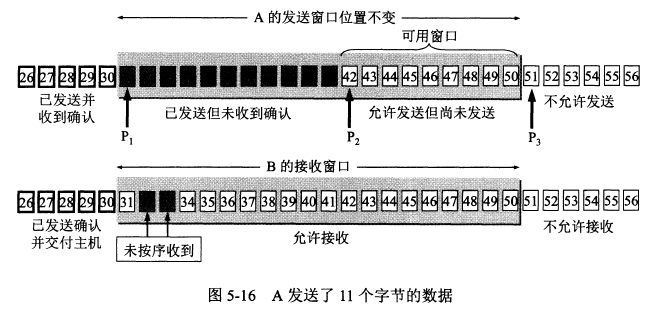 A 的发送窗口位置不变
可用窗口
26 27 28 29 30 42 43 44 45 46 47 48 49 50 51 52 53 54 55 56
已发送并
收到确认
已发送但未收到确认
允许发送但尚未发送
不允许发送
P1 P2 P3
B 的接收窗口
26 27 28 29 30 31 34 35 36 37 38 39 40 41 42 43 44 45 46 47 48 49 50 51 52 53 54 55 56
已发送确认
并交付主机
未按序收到
允许接收
不允许接收
图 5-16 A 发送了 11 个字节的数据